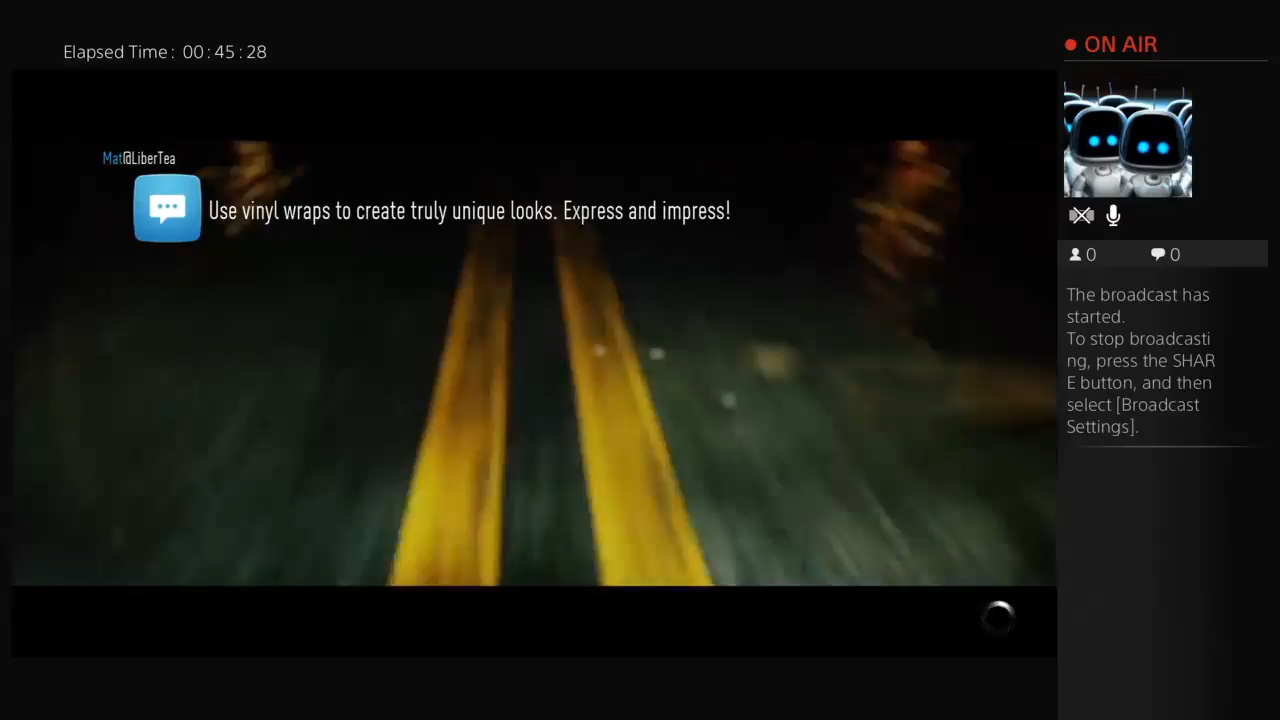 Elapsed Time: 00:45:28
ON AIR
Mat@LiberTea
Use vinyl wraps to create truly unique looks. Express and impress!
0 0
The broadcast has
started.
To stop broadcasti
ng, press the SHAR
E button, and then
select [Broadcast
Settings].